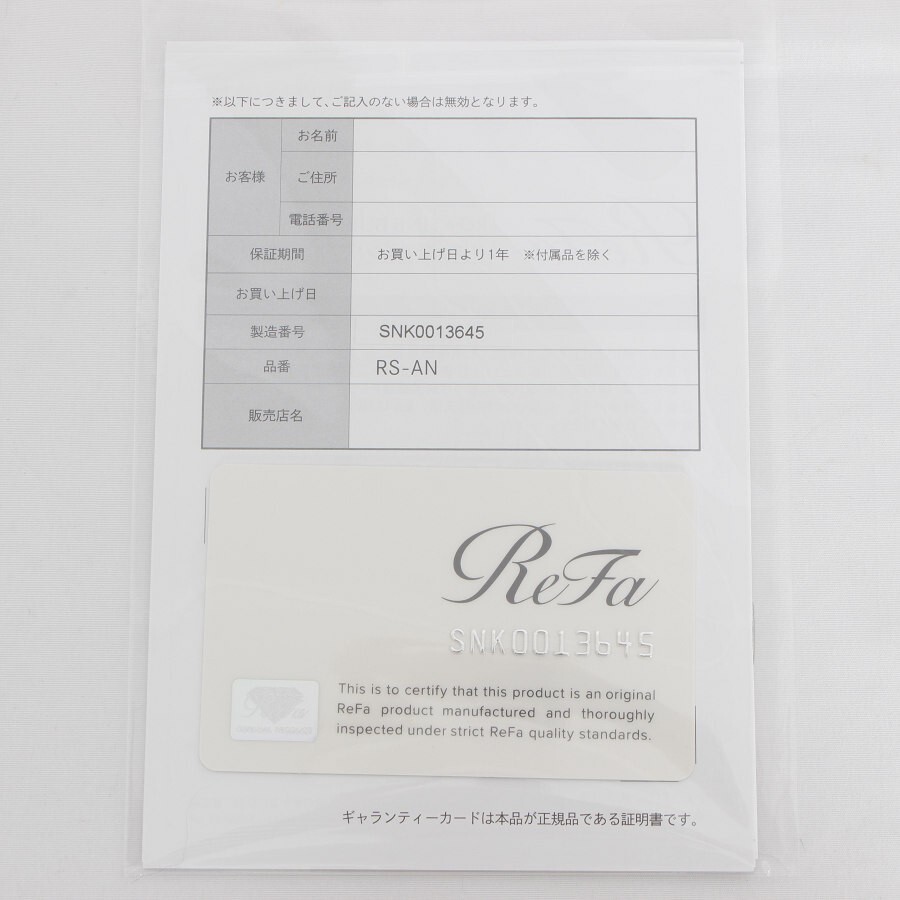 ※以下につきまして、ご記入のない場合は無効となります。
お客様
お名前
ご住所
電話番号
保証期間 お買い上げ日より1年 ※付属品を除く
お買い上げ日
製造番号 SNK0013645
品番 RS-AN
販売店名
ReFa
SNK0013645
This is to certify that this product is an original
ReFa product manufactured and thoroughly
inspected under strict ReFa quality standards.
ギャランティーカードは本品が正規品である証明書です。